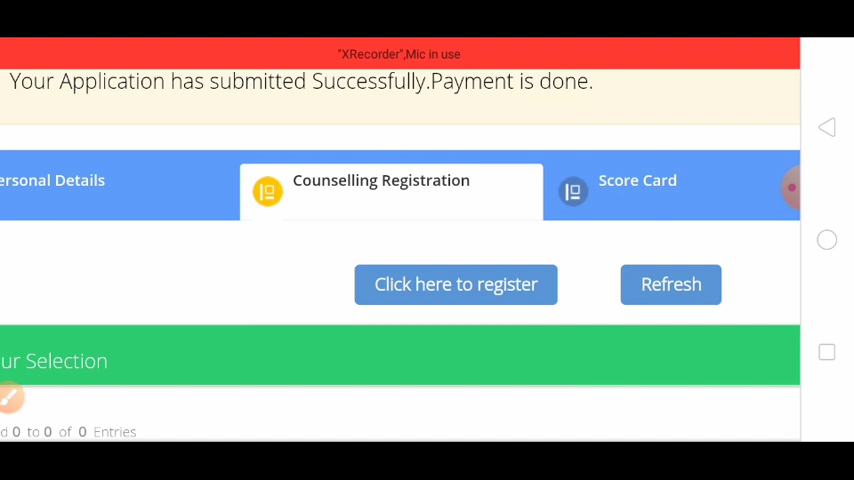 "XRecorder",Mic in use
Your Application has submitted Successfully.Payment is done.
ersonal Details
Counselling Registration
Score Card
Click here to register
Refresh
ur Selection
d 0 to 0 of 0 Entries